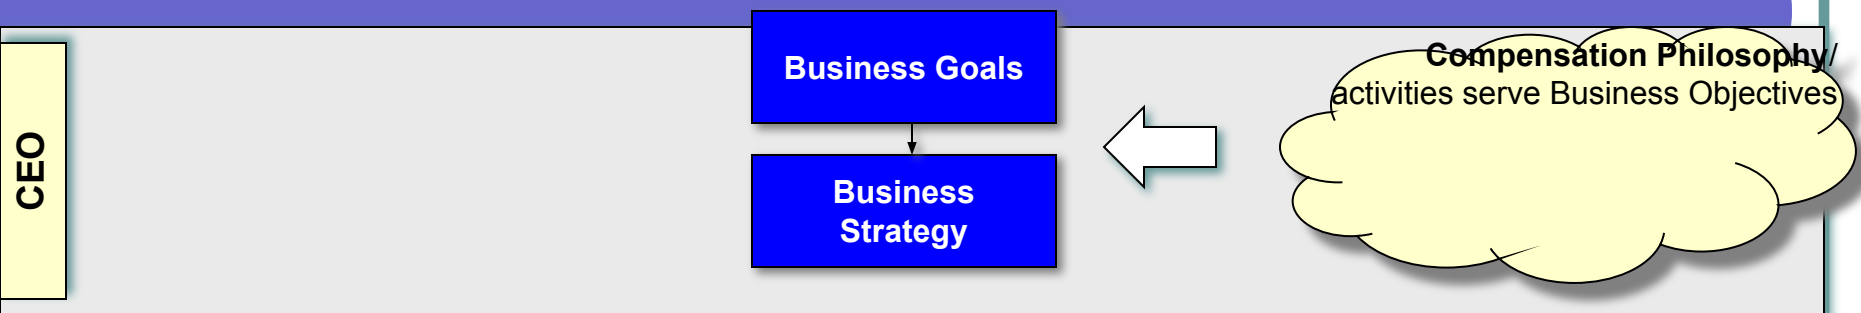 CEO
Business Goals
Business
Strategy
Compensation Philosophy/
activities serve Business Objectives